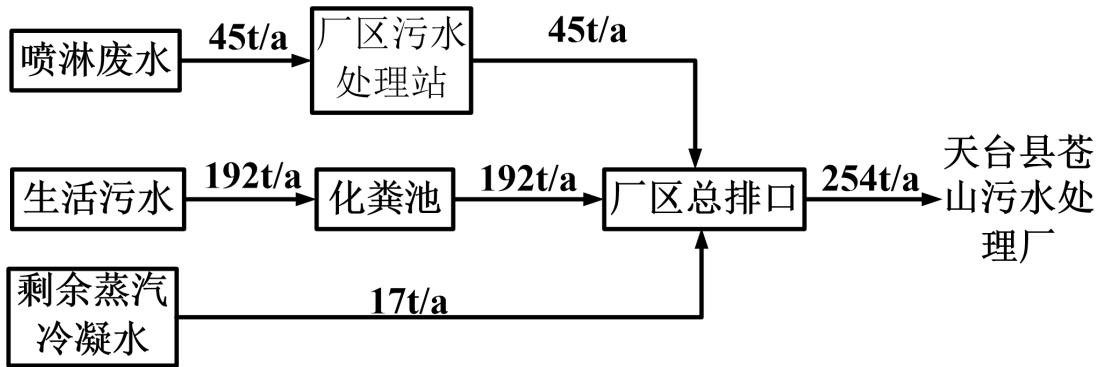 45t/a
45t/a
喷淋废水
厂区污水
处理站
192t/a
192t/a
254t/a
生活污水
化粪池
厂区总排口
天台县苍
山污水处
理厂
剩余蒸汽
冷凝水
17t/a